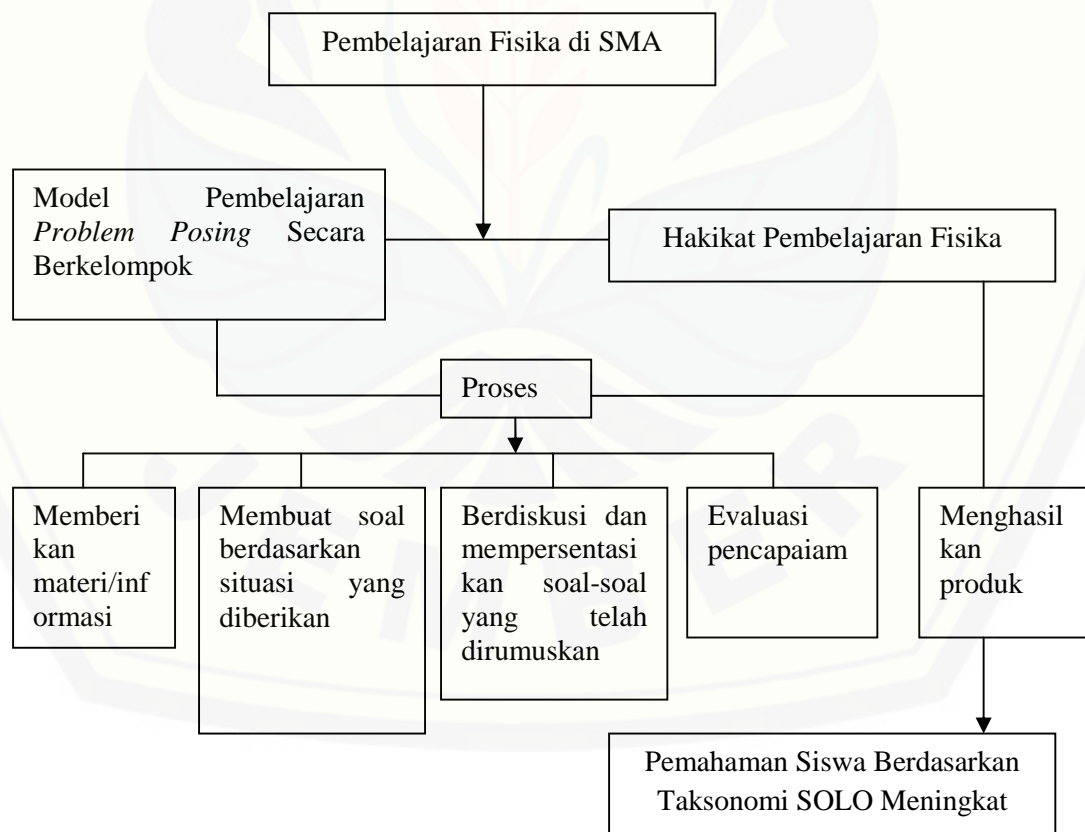 Pembelajaran Fisika di SMA
Model Pembelajaran
Problem Posing Secara
Berkelompok
Hakikat Pembelajaran Fisika
Proses
Memberi
kan
materi/inf
ormasi
Membuat soal
berdasarkan
situasi yang
diberikan
Berdiskusi dan
mempersentasi
kan soal-soal
yang telah
dirumuskan
Evaluasi
pencapaiam
Menghasil
kan
produk
Pemahaman Siswa Berdasarkan
Taksonomi SOLO Meningkat